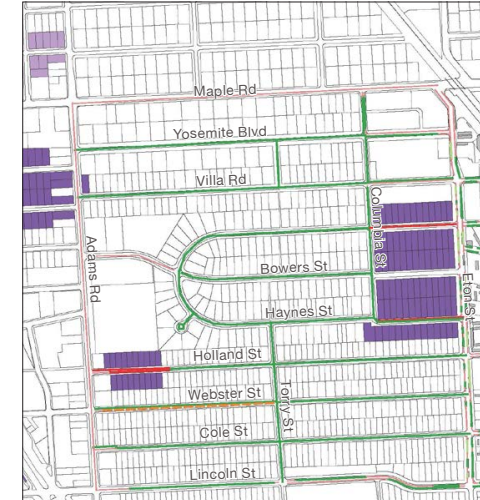 Maple Rd
Yosemite Blvd
Villa Rd
Columbia St
Adams Rd
Bowers St
Eton St
Haynes St
Holland St
Webster St
Torry St
Cole St
Lincoln St